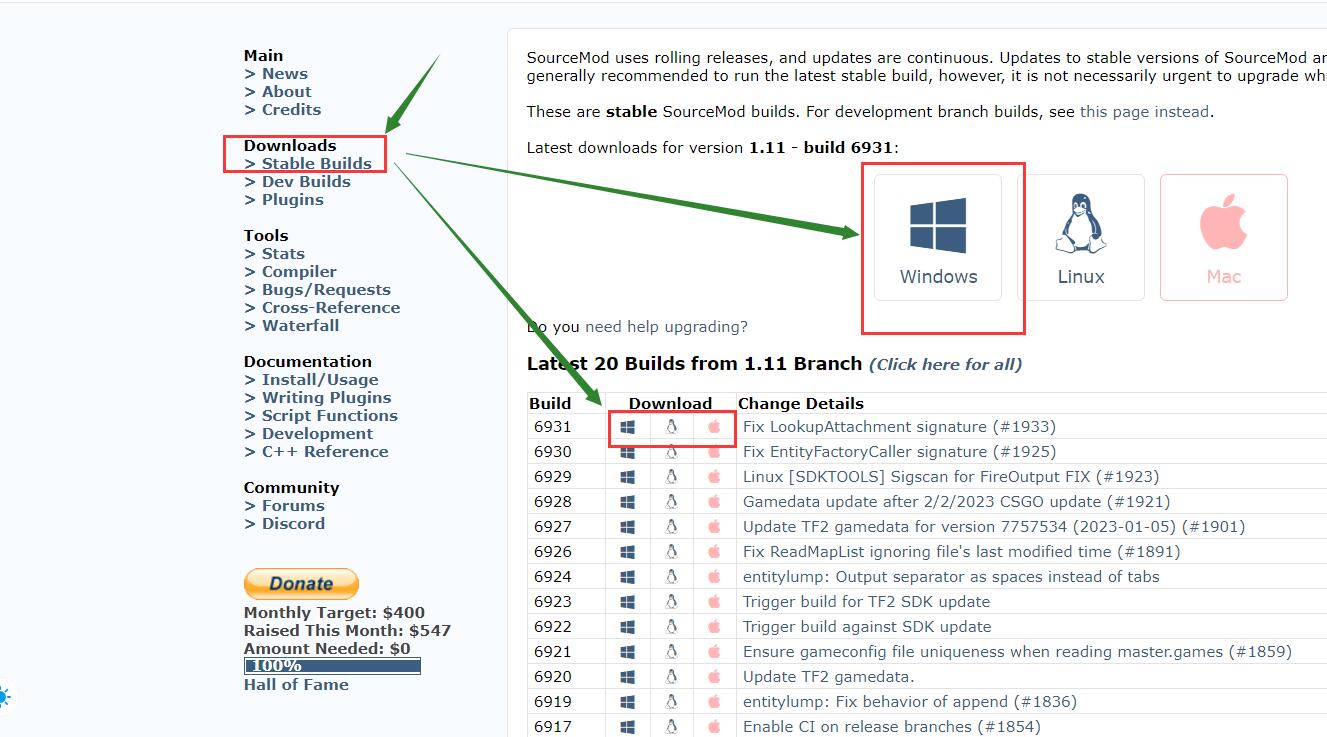 Main
> News
> About
> Credits
Downloads
> Stable Builds
> Dev Builds
> Plugins
Tools
> Stats
> Compiler
> Bugs/Requests
> Cross-Reference
> Waterfall
Documentation
> Install/Usage
> Writing Plugins
> Script Functions
> Development
> C++ Reference
Community
> Forums
> Discord
Donate
Monthly Target: $400
Raised This Month: $547
Amount Needed: $0
100%
Hall of Fame
SourceMod uses rolling releases, and updates are continuous. Updates to stable versions of SourceMod
generally recommended to run the latest stable build, however, it is not necessarily urgent to upgrade
These are stable SourceMod builds. For development branch builds, see this page instead.
Latest downloads for version 1.11 - build 6931:
Windows
Linux
Mac
Do you need help upgrading?
Latest 20 Builds from 1.11 Branch (Click here for all)
Build Download Change Details
6931 Fix LookupAttachment signature (#1933)
6930 Fix EntityFactoryCaller signature (#1925)
6929 Linux [SDKTOOLS] Sigscan for FireOutput FIX (#1923)
6928 Gamedata update after 2/2/2023 CSGO update (#1921)
6927 Update TF2 gamedata for version 7757534 (2023-01-05) (#1901)
6926 Fix ReadMapList ignoring file's last modified time (#1891)
6924 entitylump: Output separator as spaces instead of tabs
6923 Trigger build for TF2 SDK update
6922 Trigger build against SDK update
6921 Ensure gameconfig file uniqueness when reading master.games (#1859)
6920 Update TF2 gamedata.
6919 entitylump: Fix behavior of append (#1836)
6917 Enable CI on release branches (#1854)